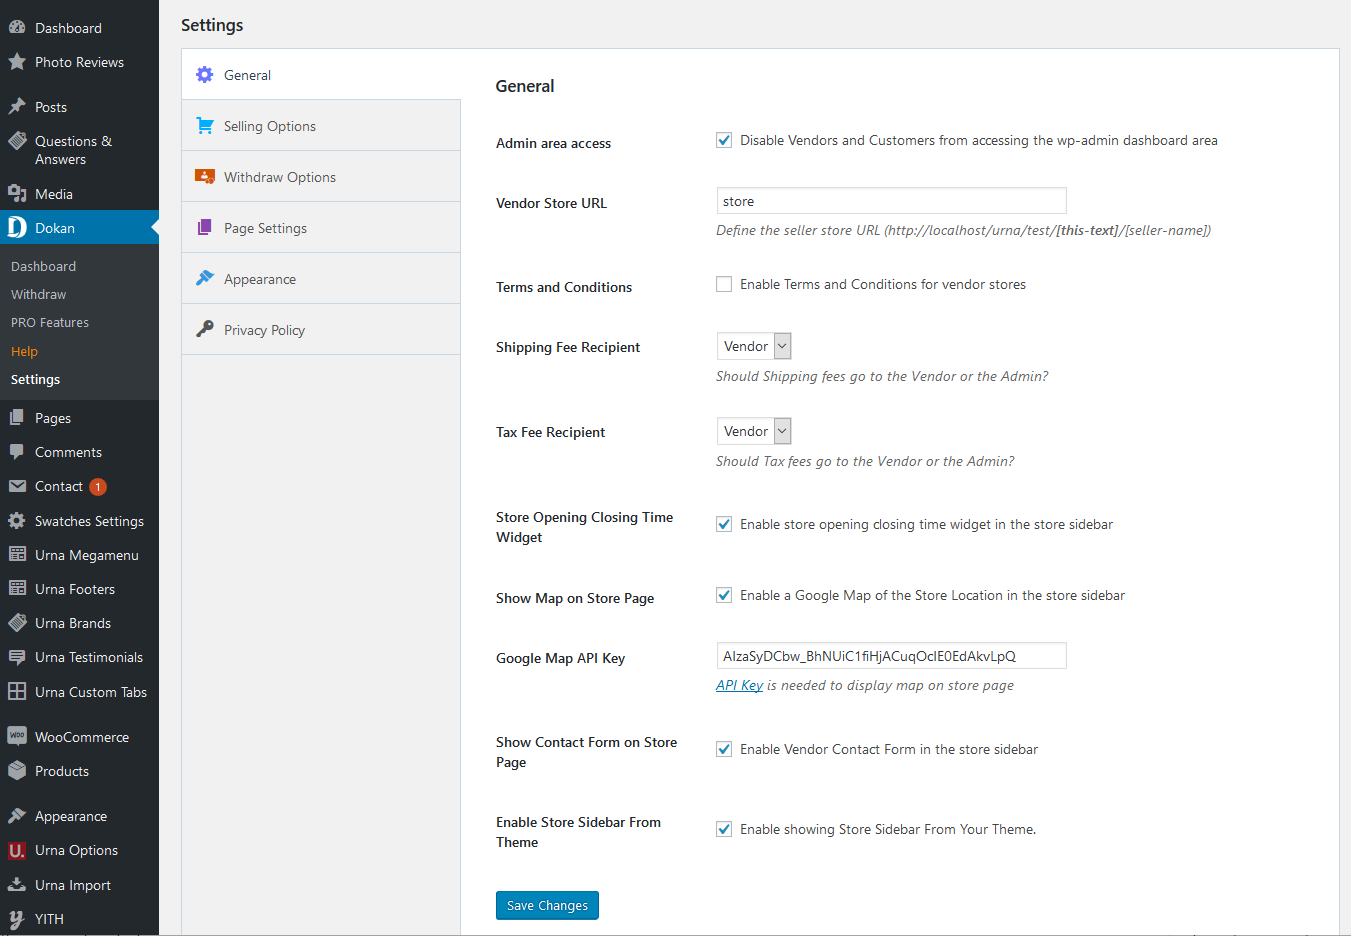 Dashboard
Photo Reviews
Posts
Questions &
Answers
Media
Dokan
Dashboard
Withdraw
PRO Features
Help
Settings
Pages
Comments
Contact 1
Swatches Settings
Urna Megamenu
Urna Footers
Urna Brands
Urna Testimonials
Urna Custom Tabs
WooCommerce
Products
Appearance
U. Urna Options
Urna Import
YITH
Settings
General
Selling Options
Withdraw Options
Page Settings
Appearance
Privacy Policy
General
Admin area access
Disable Vendors and Customers from accessing the wp-admin dashboard area
Vendor Store URL
store
Define the seller store URL (http://localhost/urna/test/[this-text]/[seller-name])
Terms and Conditions
Enable Terms and Conditions for vendor stores
Shipping Fee Recipient
Vendor
Should Shipping fees go to the Vendor or the Admin?
Tax Fee Recipient
Vendor
Should Tax fees go to the Vendor or the Admin?
Store Opening Closing Time
Widget
Enable store opening closing time widget in the store sidebar
Show Map on Store Page
Enable a Google Map of the Store Location in the store sidebar
Google Map API Key
AIzaSyDCbw_BhNUiC1fiHjACuqOcIE0EdAkvLpQ
API Key is needed to display map on store page
Show Contact Form on Store
Page
Enable Vendor Contact Form in the store sidebar
Enable Store Sidebar From
Theme
Enable showing Store Sidebar From Your Theme.
Save Changes